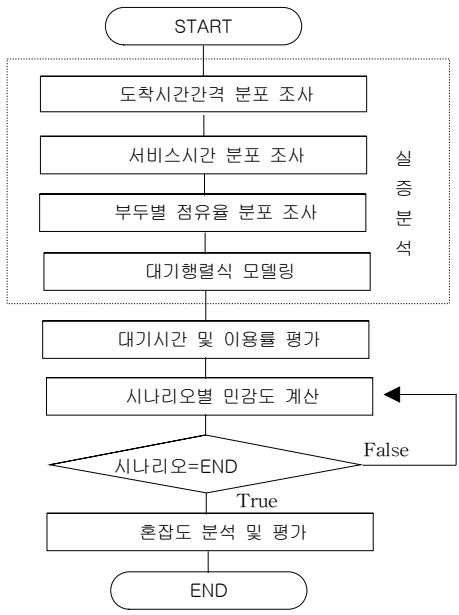 START
도착시간간격 분포 조사
서비스시간 분포 조사
부두별 점유율 분포 조사
대기행렬식 모델링
실
증
분
석
대기시간 및 이용률 평가
시나리오별 민감도 계산
시나리오=END
False
True
혼잡도 분석 및 평가
END